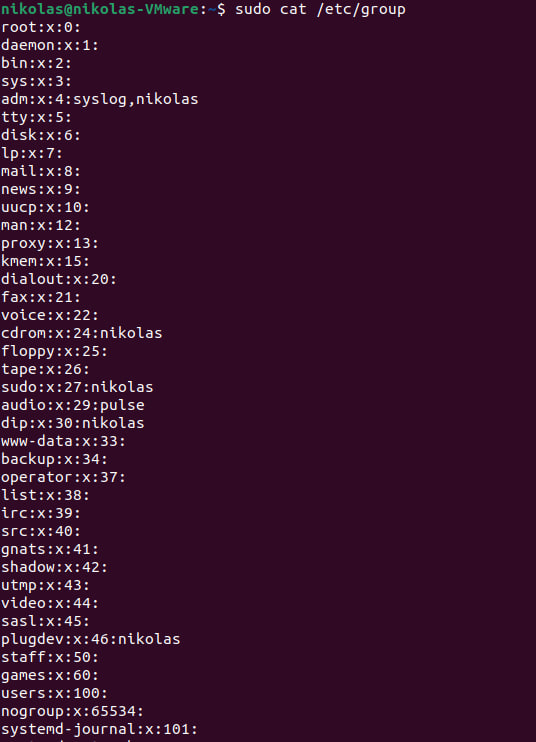 nikolas@nikolas-VMware:~$ sudo cat /etc/group
root:x:0:
daemon:x:1:
bin:x:2:
sys:x:3:
adm:x:4:syslog,nikolas
tty:x:5:
disk:x:6:
lp:x:7:
mail:x:8:
news:x:9:
uucp:x:10:
man:x:12:
proxy:x:13:
kmem:x:15:
dialout:x:20:
fax:x:21:
voice:x:22:
cdrom:x:24:nikolas
floppy:x:25:
tape:x:26:
sudo:x:27:nikolas
audio:x:29:pulse
dip:x:30:nikolas
www-data:x:33:
backup:x:34:
operator:x:37:
list:x:38:
irc:x:39:
src:x:40:
gnats:x:41:
shadow:x:42:
utmp:x:43:
video:x:44:
sasl:x:45:
plugdev:x:46:nikolas
staff:x:50:
games:x:60:
users:x:100:
nogroup:x:65534:
systemd-journal:x:101: